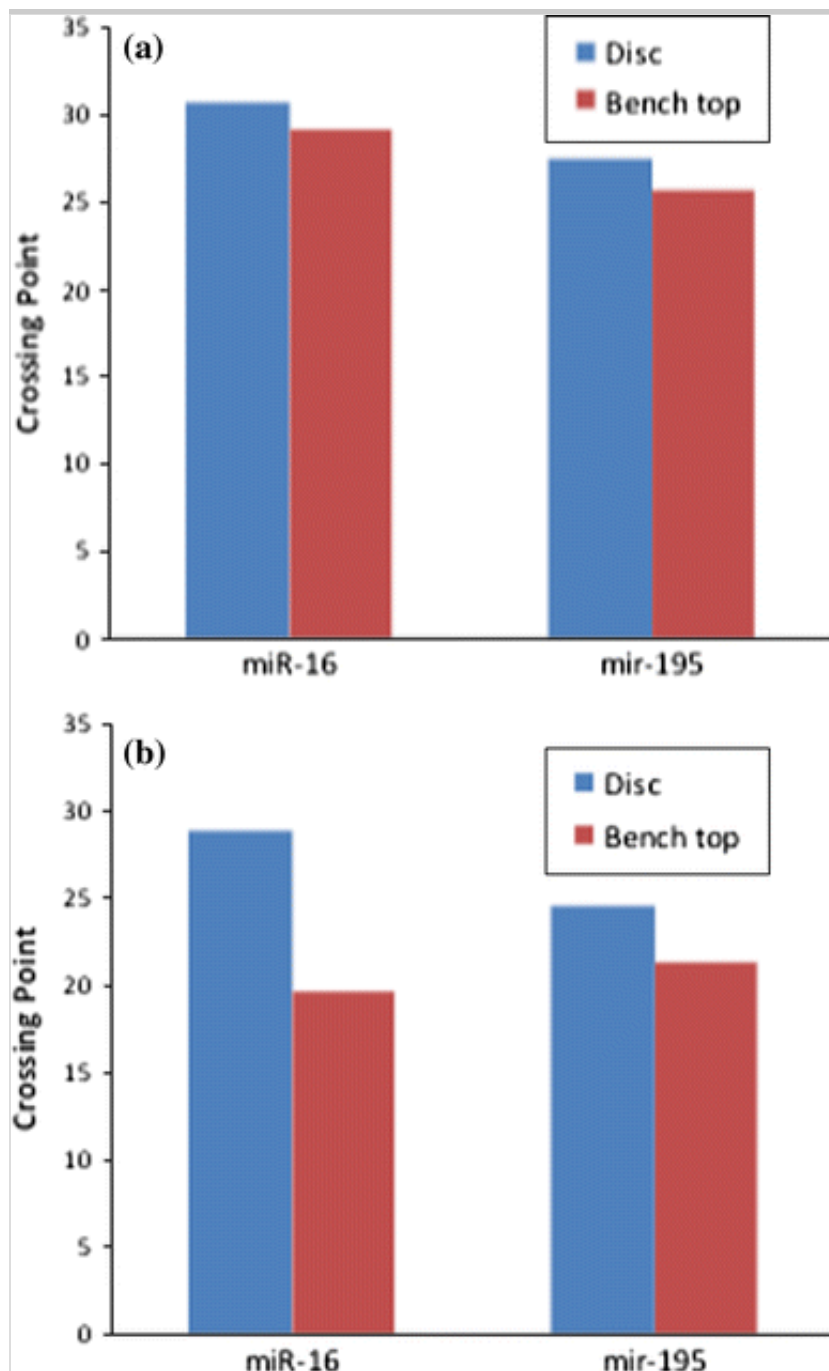 (a)
Disc
Bench top
35
30
25
20
15
10
5
0
Crossing Point
miR-16
mir-195
(b)
Disc
Bench top
35
30
25
20
15
10
5
0
Crossing Point
miR-16
mir-195